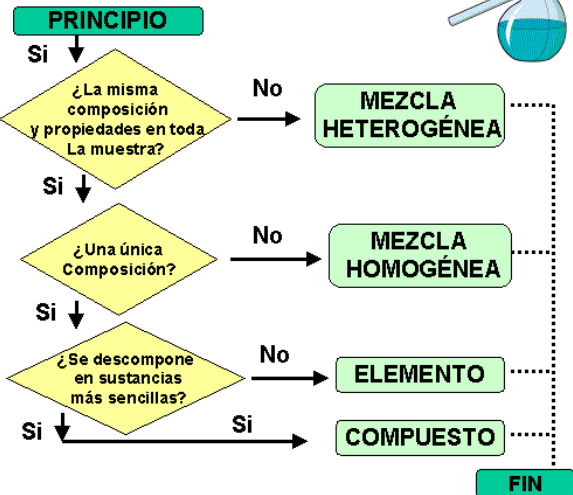 PRINCIPIO
Si
¿La misma
composición
y propiedades en toda
La muestra?
No
MEZCLA
HETEROGÉNEA
Si
¿Una única
Composición?
No
MEZCLA
HOMOGÉNEA
Si
¿Se descompone
en sustancias
más sencillas?
No
ELEMENTO
Si
Si
COMPUESTO
FIN